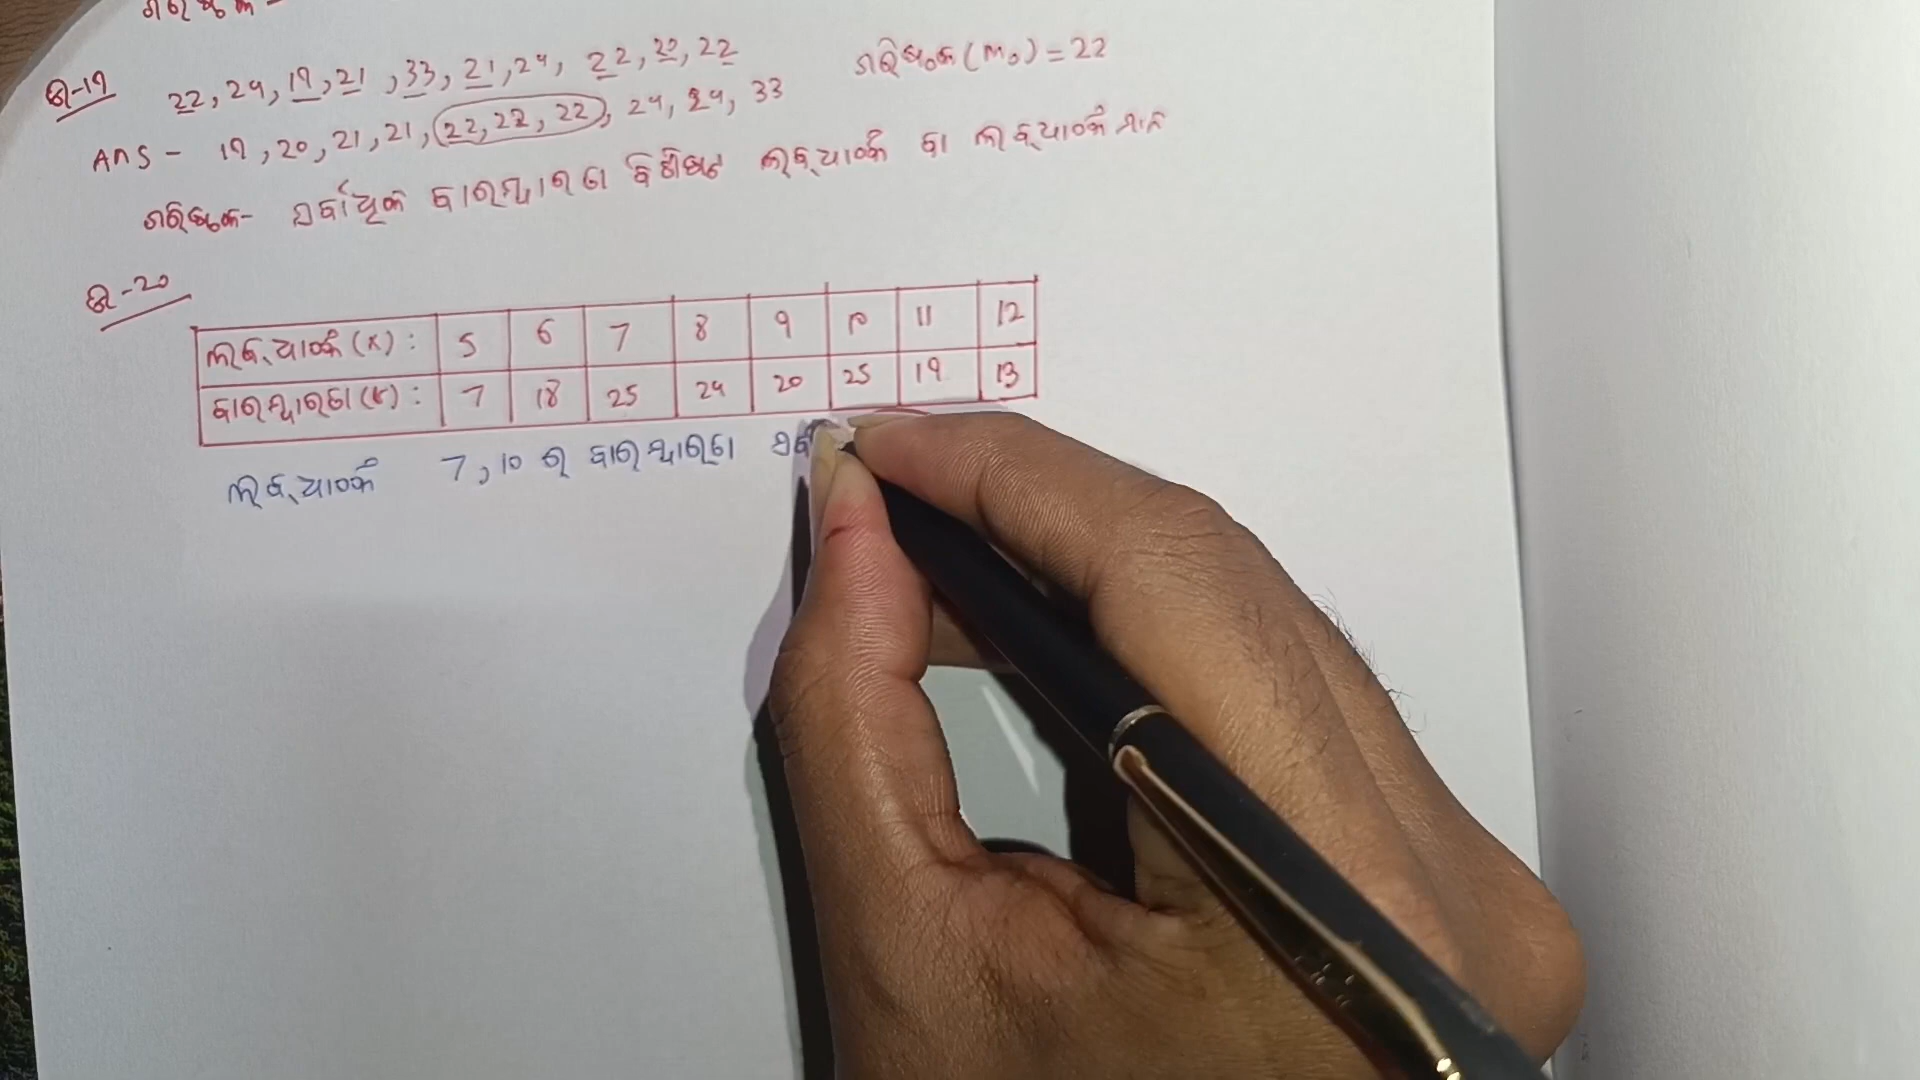 ଉ-19 22, 24, 19, 21, 33, 21, 24, 22, 20, 22 ଗରିଷ୍ଠକ (M₀) = 22
Ans - 19, 20, 21, 21, 22, 22, 22, 24, 24, 33
ଗରିଷ୍ଠକ- ସର୍ବାଧିକ ବାରମ୍ବାରତା ବିଶିଷ୍ଟ ଲବ୍ଧାଙ୍କ ବା ଲବ୍ଧାଙ୍କମାନ
ଉ-20
ଲବ୍ଧାଙ୍କ (x) : 5 6 7 8 9 10 11 12
ବାରମ୍ବାରତା (f) : 7 18 25 24 20 25 19 13
ଲବ୍ଧାଙ୍କ 7, 10 ର ବାରମ୍ବାରତା